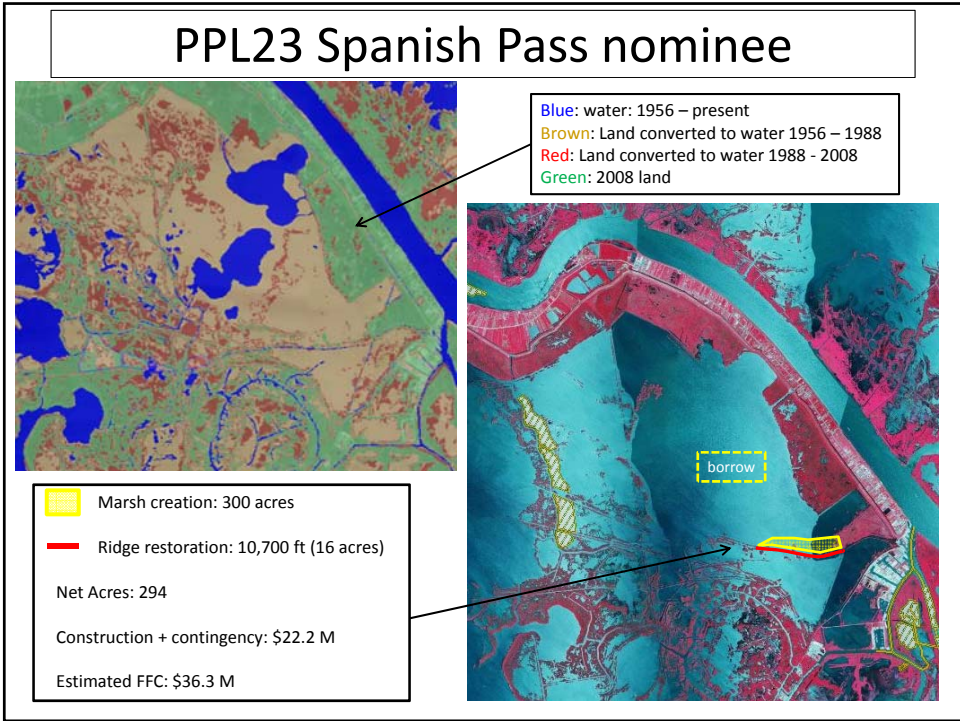 PPL23 Spanish Pass nominee
Blue: water: 1956 – present
Brown: Land converted to water 1956 – 1988
Red: Land converted to water 1988 - 2008
Green: 2008 land
borrow
Marsh creation: 300 acres
Ridge restoration: 10,700 ft (16 acres)
Net Acres: 294
Construction + contingency: $22.2 M
Estimated FFC: $36.3 M